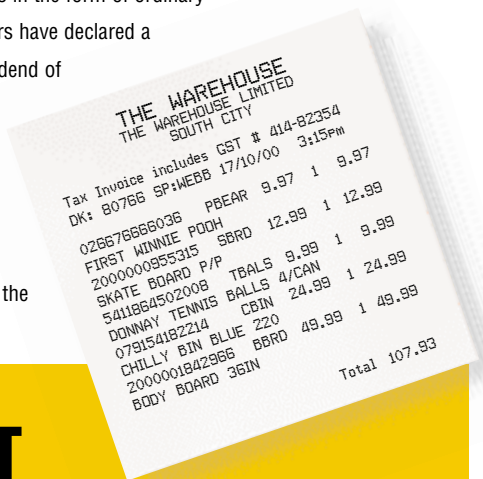 in the form of ordinary
rs have declared a
dend of
THE WAREHOUSE
THE WAREHOUSE LIMITED
SOUTH CITY
Tax Invoice includes GST # 414-82354
DK: 80766 SP:WEBB 17/10/00 3:15pm
026676666036 PBEAR 9.97 1 9.97
FIRST WINNIE POOH
2000000955315 SBRD 12.99 1 12.99
SKATE BOARD P/P
5411864502008 TBALS 9.99 1 9.99
DONNAY TENNIS BALLS 4/CAN
079154182214 CBIN 24.99 1 24.99
CHILLY BIN BLUE 220
2000001842966 BBRD 49.99 1 49.99
BODY BOARD 36IN
Total 107.93
the